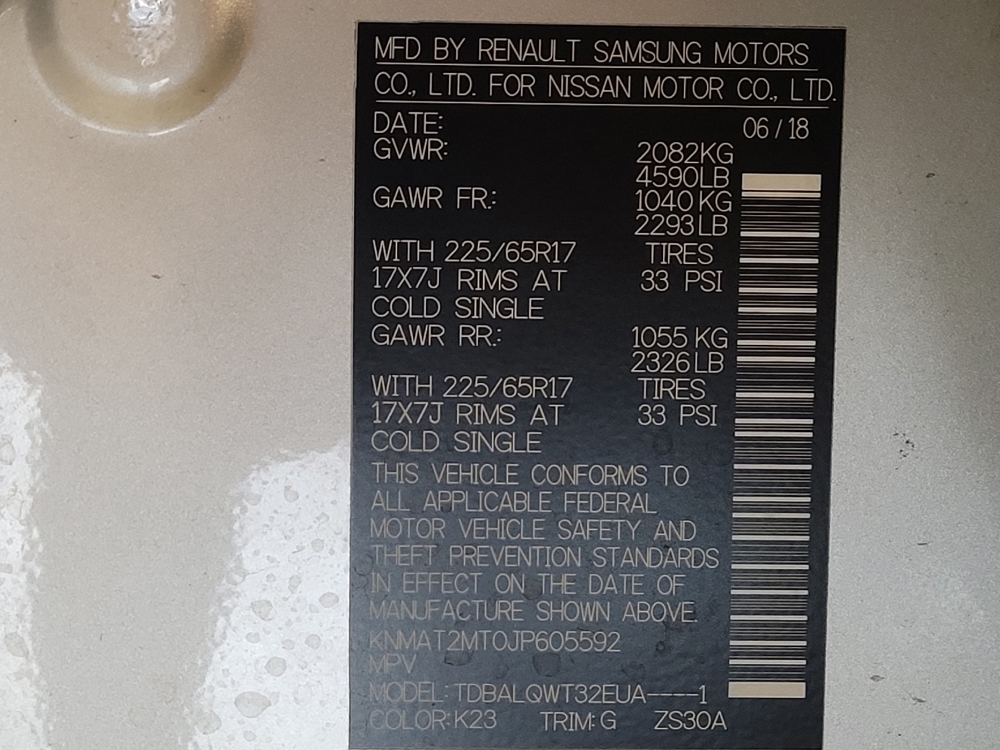 MFD BY RENAULT SAMSUNG MOTORS
CO., LTD. FOR NISSAN MOTOR CO., LTD.
DATE: 06 / 18
GVWR: 2082KG
4590LB
GAWR FR.: 1040 KG
2293LB
WITH 225/65R17 TIRES
17X7J RIMS AT 33 PSI
COLD SINGLE
GAWR RR.: 1055 KG
2326LB
WITH 225/65R17 TIRES
17X7J RIMS AT 33 PSI
COLD SINGLE
THIS VEHICLE CONFORMS TO
ALL APPLICABLE FEDERAL
MOTOR VEHICLE SAFETY AND
THEFT PREVENTION STANDARDS
IN EFFECT ON THE DATE OF
MANUFACTURE SHOWN ABOVE.
KNMAT2MT0JP605592
MPV
MODEL: TDBALQWT32EUA----1
COLOR: K23 TRIM: G ZS30A